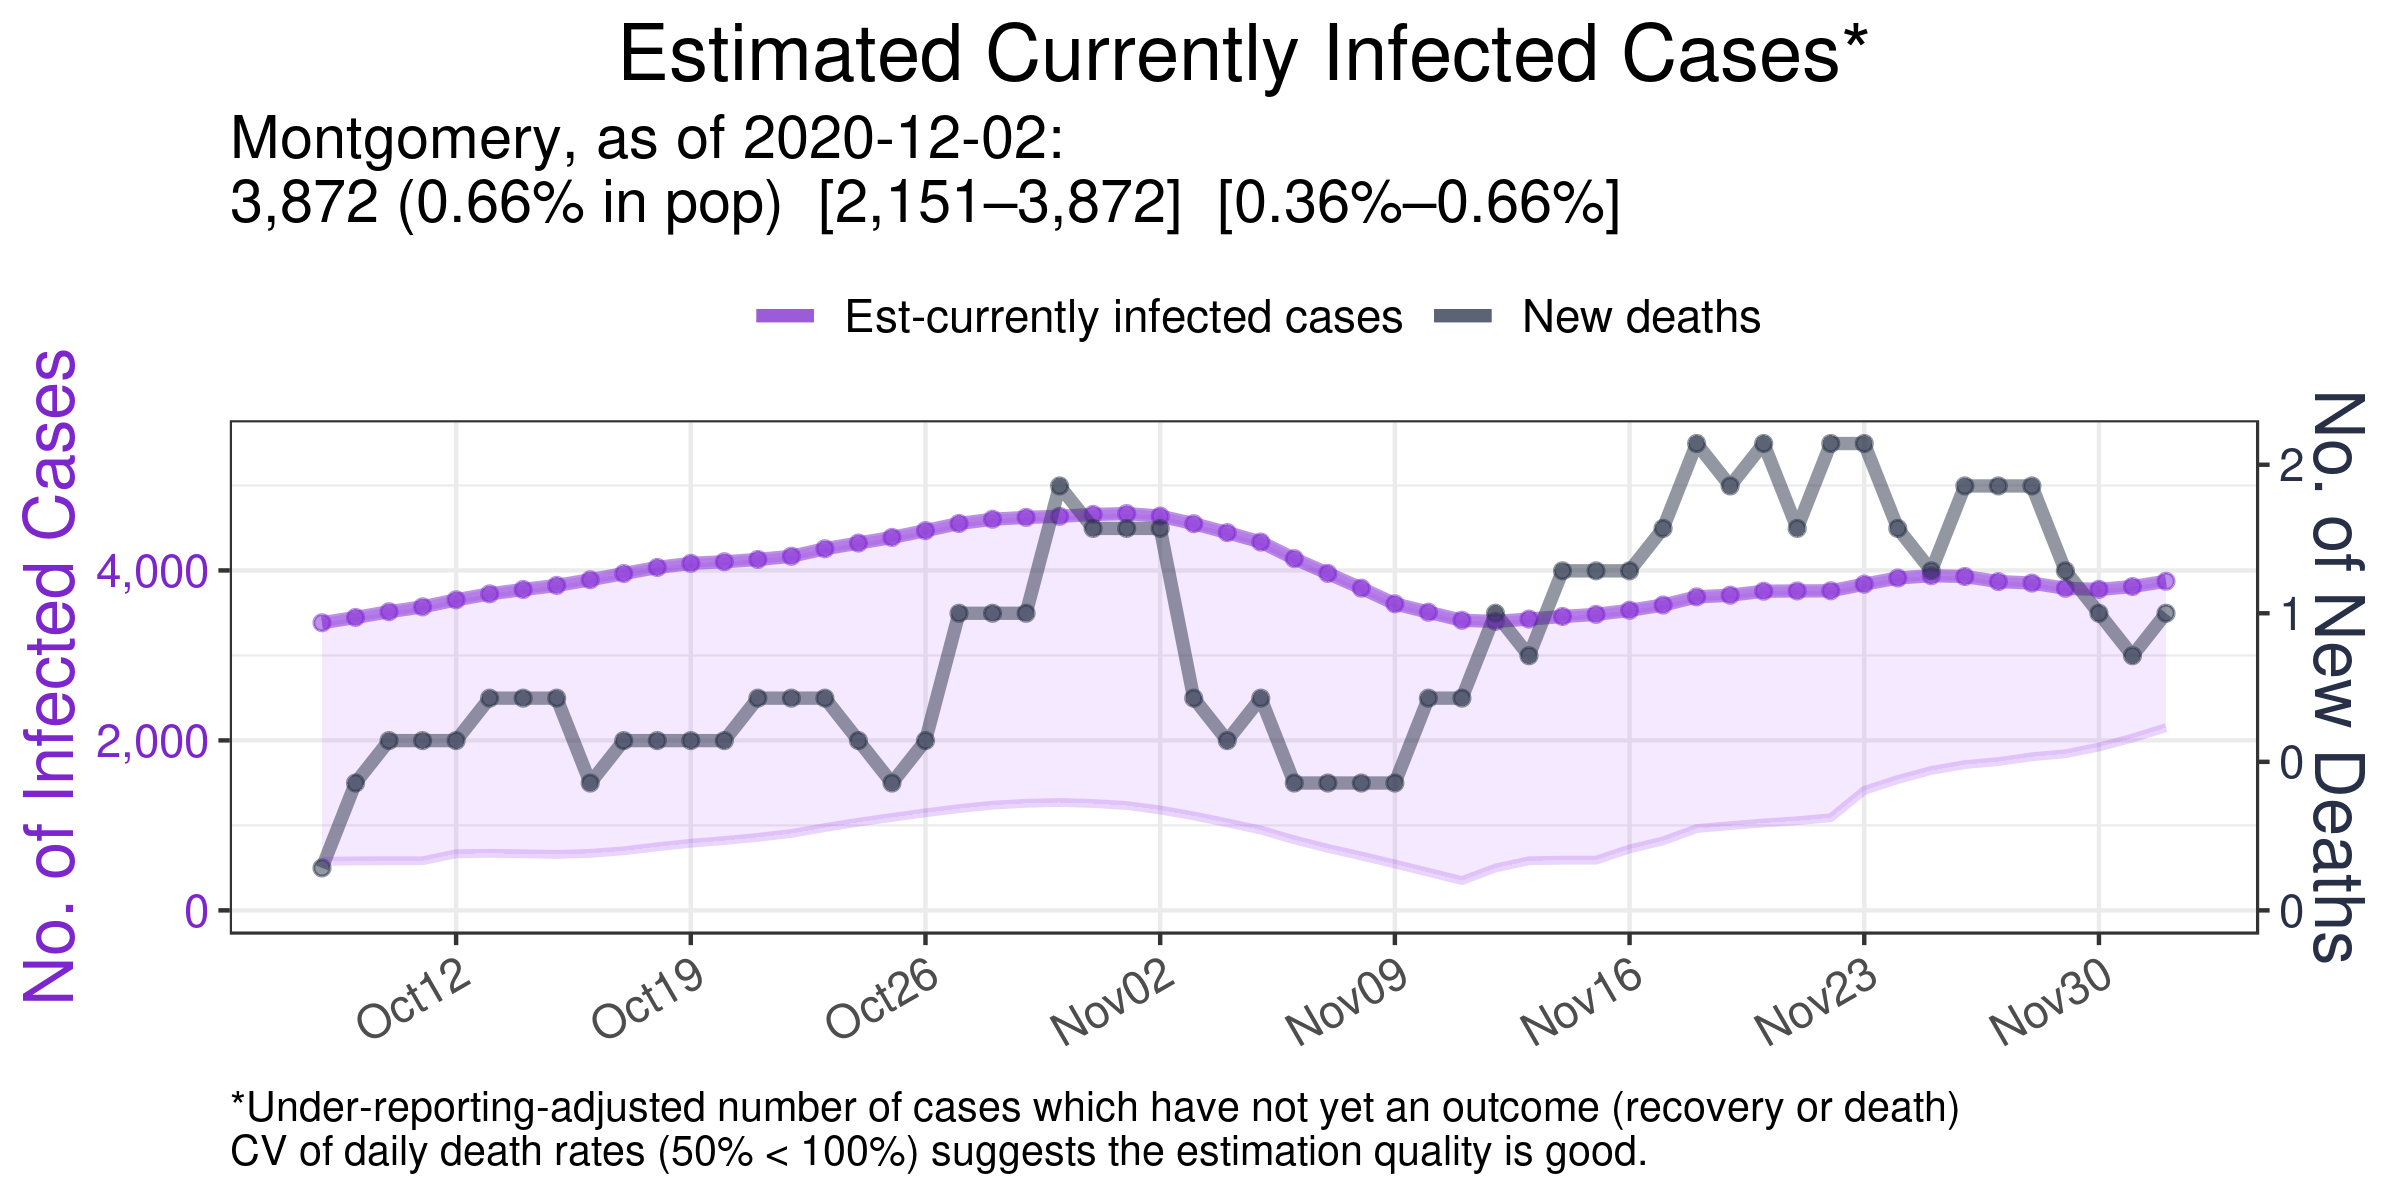 Estimated Currently Infected Cases*
Montgomery, as of 2020-12-02:
3,872 (0.66% in pop)  [2,151–3,872]  [0.36%–0.66%]
Est-currently infected cases
New deaths
No. of Infected Cases
4,000
2,000
0
No. of New Deaths
2
1
0
0
Oct12
Oct19
Oct26
Nov02
Nov09
Nov16
Nov23
Nov30
*Under-reporting-adjusted number of cases which have not yet an outcome (recovery or death)
CV of daily death rates (50% < 100%) suggests the estimation quality is good.